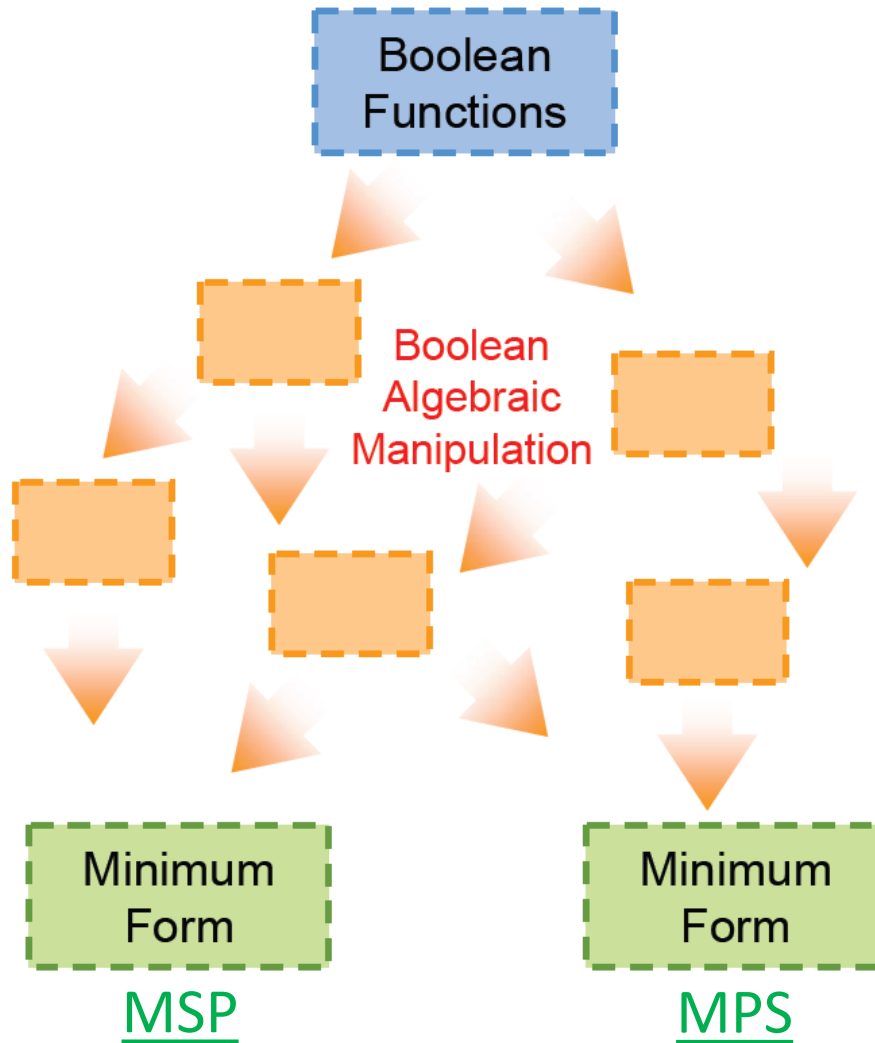 Boolean
Functions
Boolean
Algebraic
Manipulation
Minimum
Form
Minimum
Form
MSP
MPS